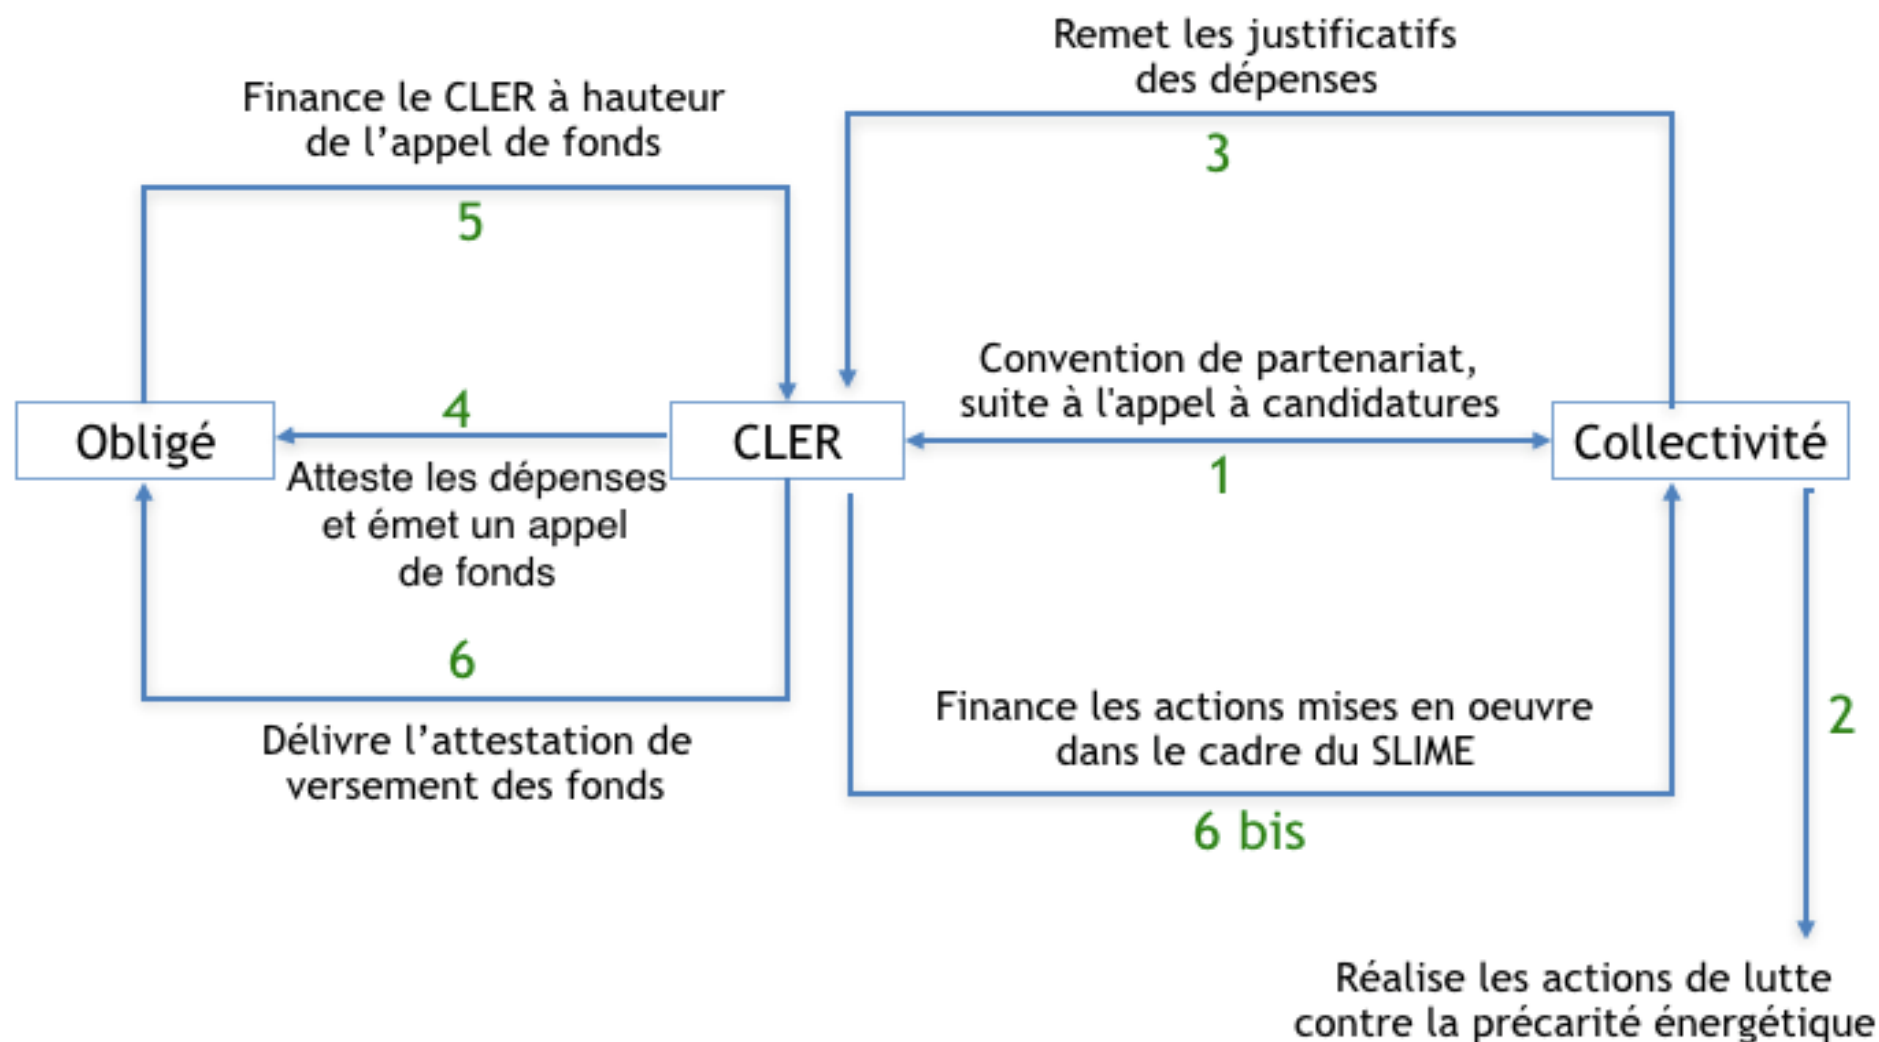 Remet les justificatifs
des dépenses
3
Finance le CLER à hauteur
de l’appel de fonds
5
Convention de partenariat,
suite à l'appel à candidatures
1
Obligé
4
CLER
Collectivité
Atteste les dépenses
et émet un appel
de fonds
6
Délivre l’attestation de
versement des fonds
Finance les actions mises en oeuvre
dans le cadre du SLIME
6 bis
2
Réalise les actions de lutte
contre la précarité énergétique